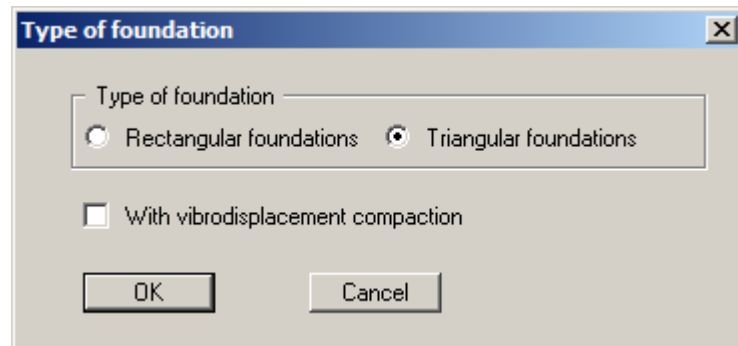 Type of foundation
Type of foundation
Rectangular foundations Triangular foundations
With vibrodisplacement compaction
OK Cancel